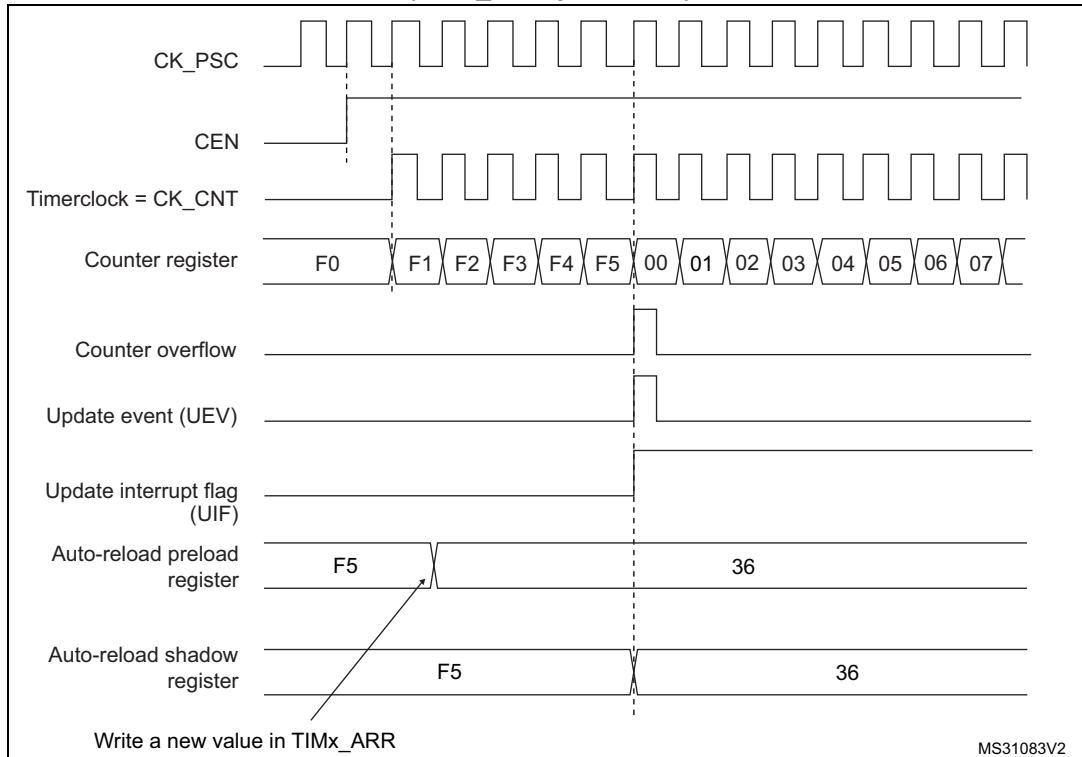 CK_PSC
CEN
Timerclock = CK_CNT
Counter register F0 F1 F2 F3 F4 F5 00 01 02 03 04 05 06 07
Counter overflow
Update event (UEV)
Update interrupt flag
(UIF)
Auto-reload preload
register
F5 36
Auto-reload shadow
register
F5 36
Write a new value in TIMx_ARR
MS31083V2